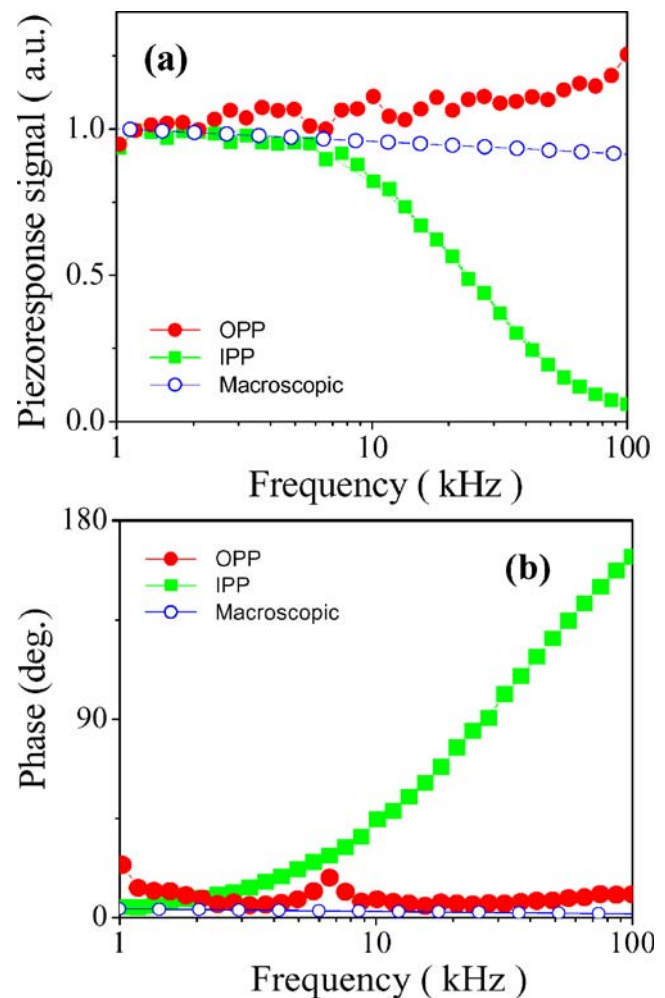 (a)
Piezoresponse signal ( a.u.)
1.0
0.5
0.0
OPP
IPP
Macroscopic
1
10
100
Frequency ( kHz )
(b)
Phase (deg.)
180
90
0
OPP
IPP
Macroscopic
1
10
100
Frequency ( kHz )